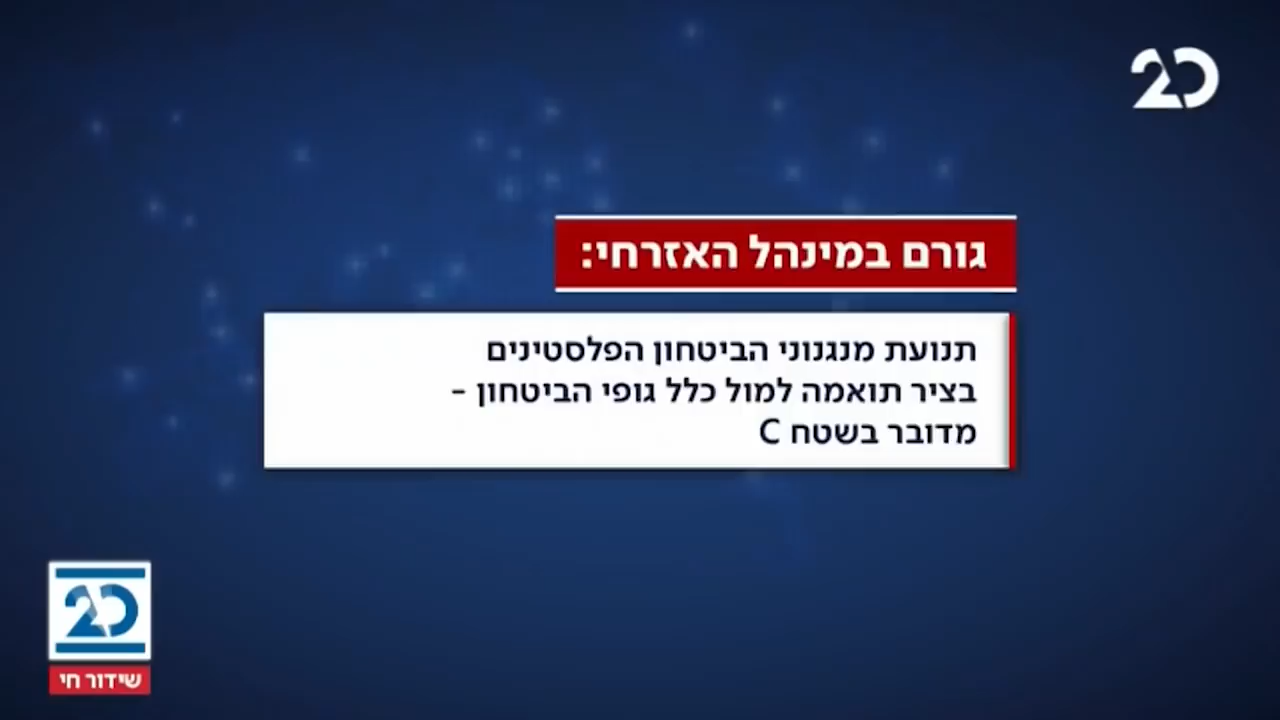 20
גורם במינהל האזרחי:
תנועת מנגנוני הביטחון הפלסטינים
בציר תואמה למול כלל גופי הביטחון -
מדובר בשטח C
20
שידור חי